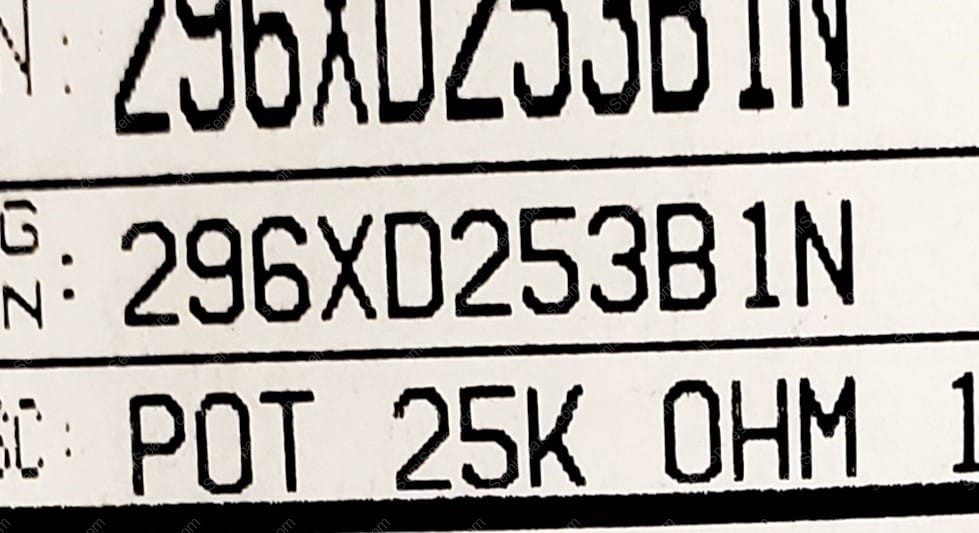 N: 296XD253B1N
G
N: 296XD253B1N
SC: POT 25K OHM 1